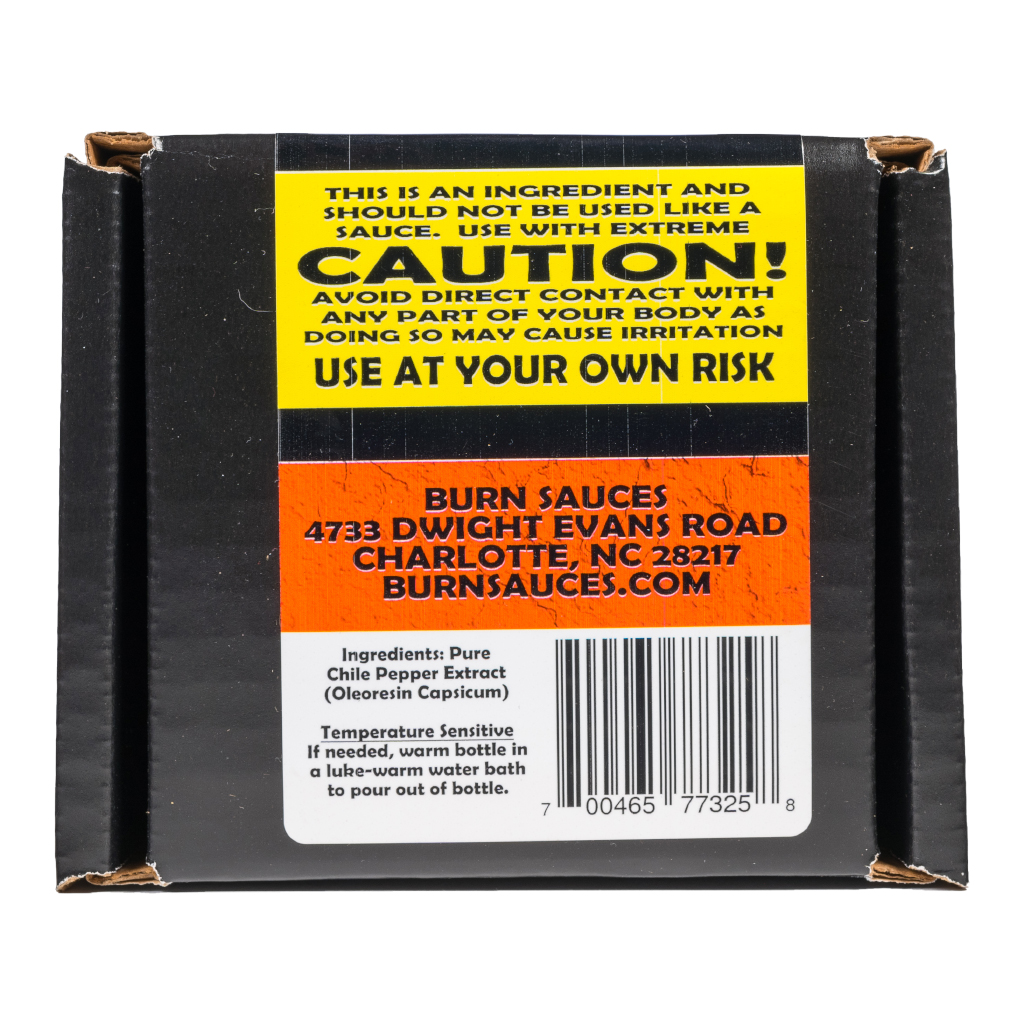 THIS IS AN INGREDIENT AND
SHOULD NOT BE USED LIKE A
SAUCE. USE WITH EXTREME
CAUTION!
AVOID DIRECT CONTACT WITH
ANY PART OF YOUR BODY AS
DOING SO MAY CAUSE IRRITATION
USE AT YOUR OWN RISK
BURN SAUCES
4733 DWIGHT EVANS ROAD
CHARLOTTE, NC 28217
BURNSAUCES.COM
Ingredients: Pure
Chile Pepper Extract
(Oleoresin Capsicum)
Temperature Sensitive
If needed, warm bottle in
a luke-warm water bath
to pour out of bottle.
7 00465 77325 8